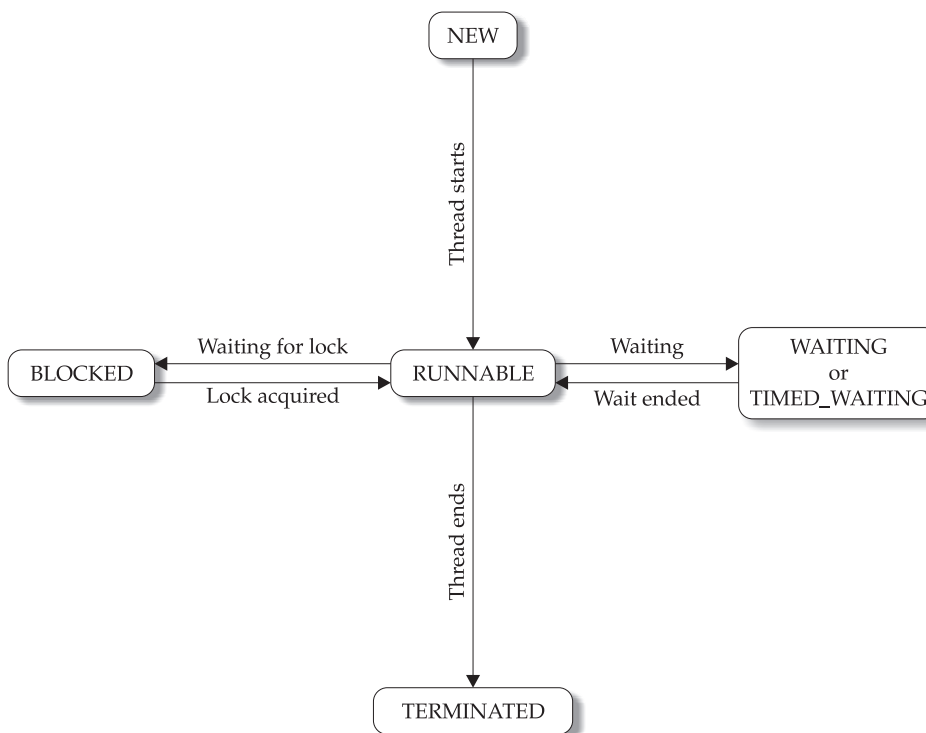 NEW
Thread starts
Waiting for lock
Waiting
BLOCKED
RUNNABLE
WAITING
or
TIMED_WAITING
Lock acquired
Wait ended
Thread ends
TERMINATED